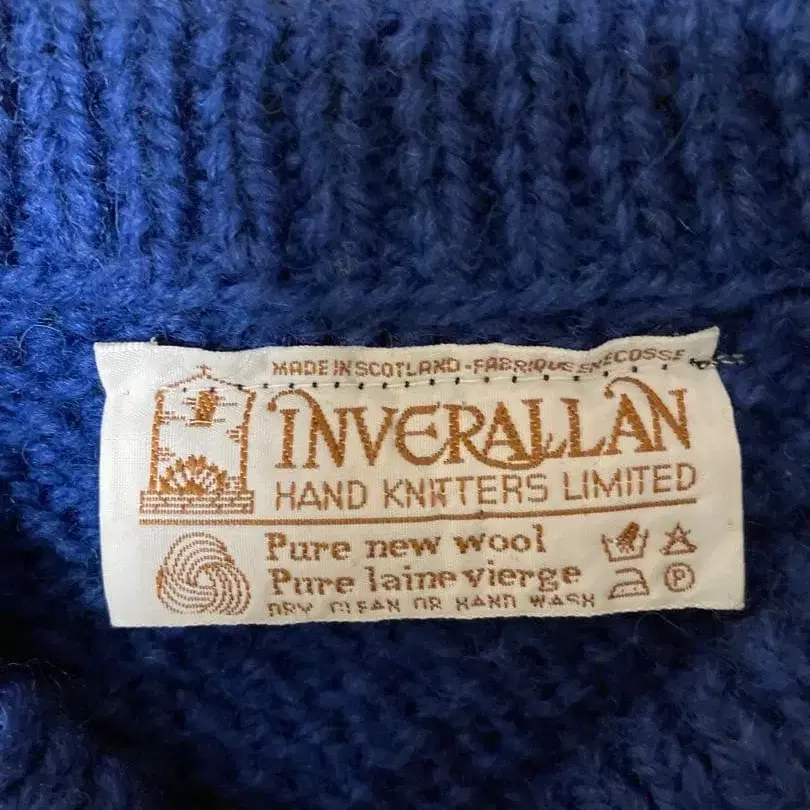 MADE IN SCOTLAND - FABRIQUE EN ECOSSE
INVERALLAN
HAND KNITTERS LIMITED
Pure new wool
Pure laine vierge
P
DRY CLEAN OR HAND WASH